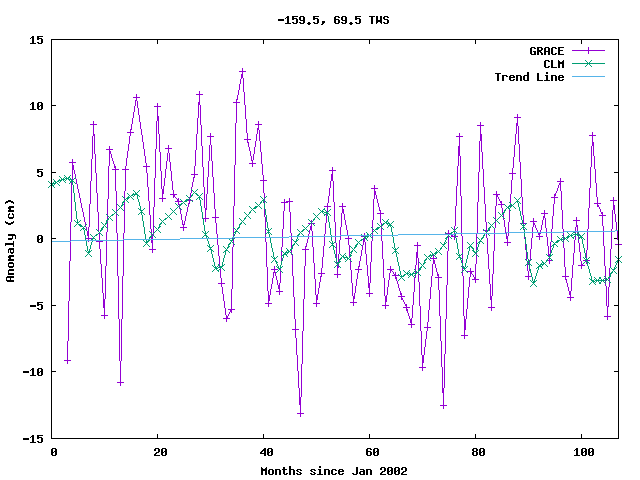 -159.5, 69.5 TWS
GRACE
CLM
Trend Line
15
10
5
0
-5
-10
-15
Anomaly (cm)
0 20 40 60 80 100
Months since Jan 2002